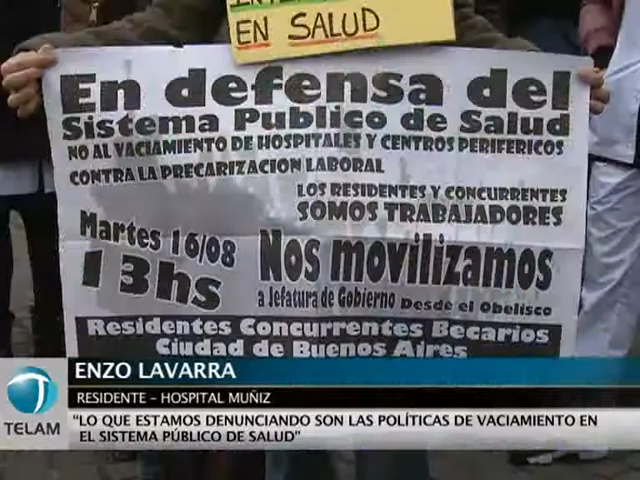 EN SALUD
En defensa del
Sistema Publico de Salud
NO AL VACIAMIENTO DE HOSPITALES Y CENTROS PERIFERICOS
CONTRA LA PRECARIZACION LABORAL
LOS RESIDENTES Y CONCURRENTES
SOMOS TRABAJADORES
Martes 16/08
13hs
Nos movilizamos
a Jefatura de Gobierno Desde el Obelisco
Residentes Concurrentes Becarios
Ciudad de Buenos Aires
ENZO LAVARRA
RESIDENTE - HOSPITAL MUÑIZ
TELAM
"LO QUE ESTAMOS DENUNCIANDO SON LAS POLÍTICAS DE VACIAMIENTO EN
EL SISTEMA PÚBLICO DE SALUD"